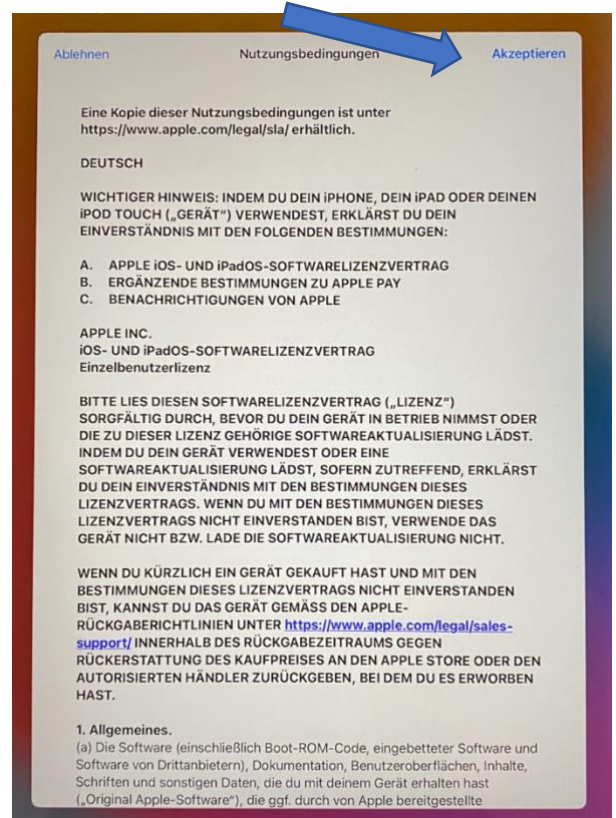 Ablehnen Nutzungsbedingungen Akzeptieren
Eine Kopie dieser Nutzungsbedingungen ist unter
https://www.apple.com/legal/sla/ erhältlich.
DEUTSCH
WICHTIGER HINWEIS: INDEM DU DEIN iPHONE, DEIN iPAD ODER DEINEN
iPOD TOUCH („GERÄT“) VERWENDEST, ERKLÄRST DU DEIN
EINVERSTÄNDNIS MIT DEN FOLGENDEN BESTIMMUNGEN:
A. APPLE iOS- UND iPadOS-SOFTWARELIZENZVERTRAG
B. ERGÄNZENDE BESTIMMUNGEN ZU APPLE PAY
C. BENACHRICHTIGUNGEN VON APPLE
APPLE INC.
iOS- UND iPadOS-SOFTWARELIZENZVERTRAG
Einzelbenutzerlizenz
BITTE LIES DIESEN SOFTWARELIZENZVERTRAG („LIZENZ“)
SORGFÄLTIG DURCH, BEVOR DU DEIN GERÄT IN BETRIEB NIMMST ODER
DIE ZU DIESER LIZENZ GEHÖRIGE SOFTWAREAKTUALISIERUNG LÄDST.
INDEM DU DEIN GERÄT VERWENDEST ODER EINE
SOFTWAREAKTUALISIERUNG LÄDST, SOFERN ZUTREFFEND, ERKLÄRST
DU DEIN EINVERSTÄNDNIS MIT DEN BESTIMMUNGEN DIESES
LIZENZVERTRAGS. WENN DU MIT DEN BESTIMMUNGEN DIESES
LIZENZVERTRAGS NICHT EINVERSTANDEN BIST, VERWENDE DAS
GERÄT NICHT BZW. LADE DIE SOFTWAREAKTUALISIERUNG NICHT.
WENN DU KÜRZLICH EIN GERÄT GEKAUFT HAST UND MIT DEN
BESTIMMUNGEN DIESES LIZENZVERTRAGS NICHT EINVERSTANDEN
BIST, KANNST DU DAS GERÄT GEMÄSS DEN APPLE-
RÜCKGABERICHTLINIEN UNTER https://www.apple.com/legal/sales-
support/ INNERHALB DES RÜCKGABEZEITRAUMS GEGEN
RÜCKERSTATTUNG DES KAUFPREISES AN DEN APPLE STORE ODER DEN
AUTORISIERTEN HÄNDLER ZURÜCKGEBEN, BEI DEM DU ES ERWORBEN
HAST.
1. Allgemeines.
(a) Die Software (einschließlich Boot-ROM-Code, eingebetteter Software und
Software von Drittanbietern), Dokumentation, Benutzeroberflächen, Inhalte,
Schriften und sonstigen Daten, die du mit deinem Gerät erhalten hast
(„Original Apple-Software“), die ggf. durch von Apple bereitgestellte